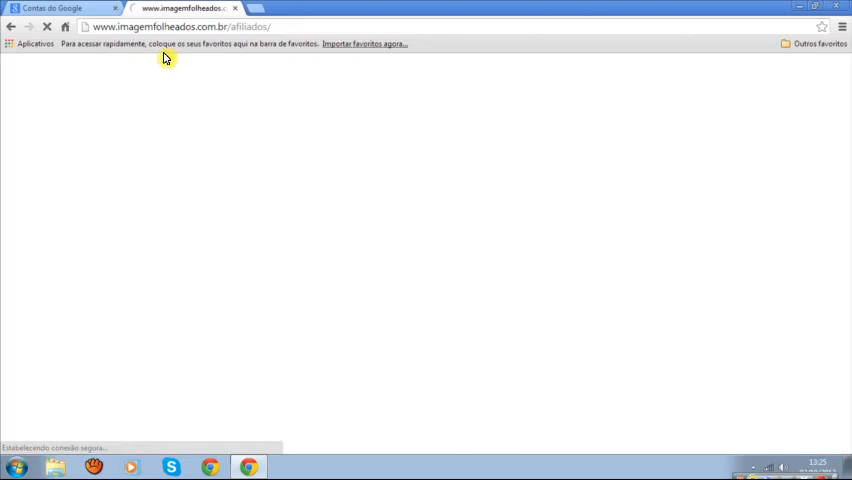 Contas do Google
www.imagemfolheados.c
www.imagemfolheados.com.br/afiliados/
Aplicativos Para acessar rapidamente, coloque os seus favoritos aqui na barra de favoritos. Importar favoritos agora... Outros favoritos
Estabelecendo conexão segura...
13:25